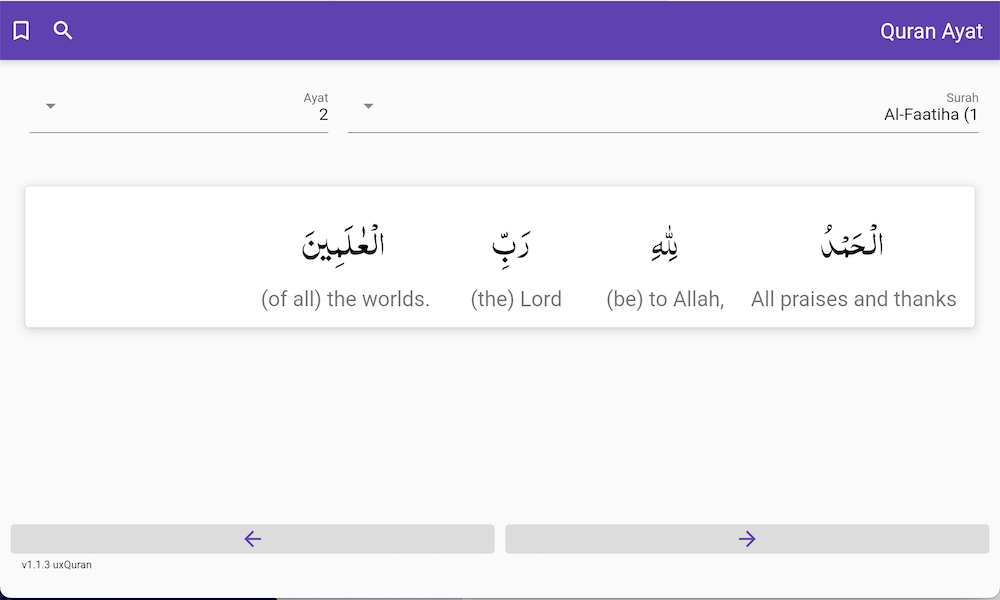 Quran Ayat
Surah
Al-Faatiha (1
Ayat
2
الْحَمْدُ لِلّٰهِ رَبِّ الْعٰلَمِينَ
All praises and thanks (be) to Allah, (the) Lord (of all) the worlds.
v1.1.3 uxQuran